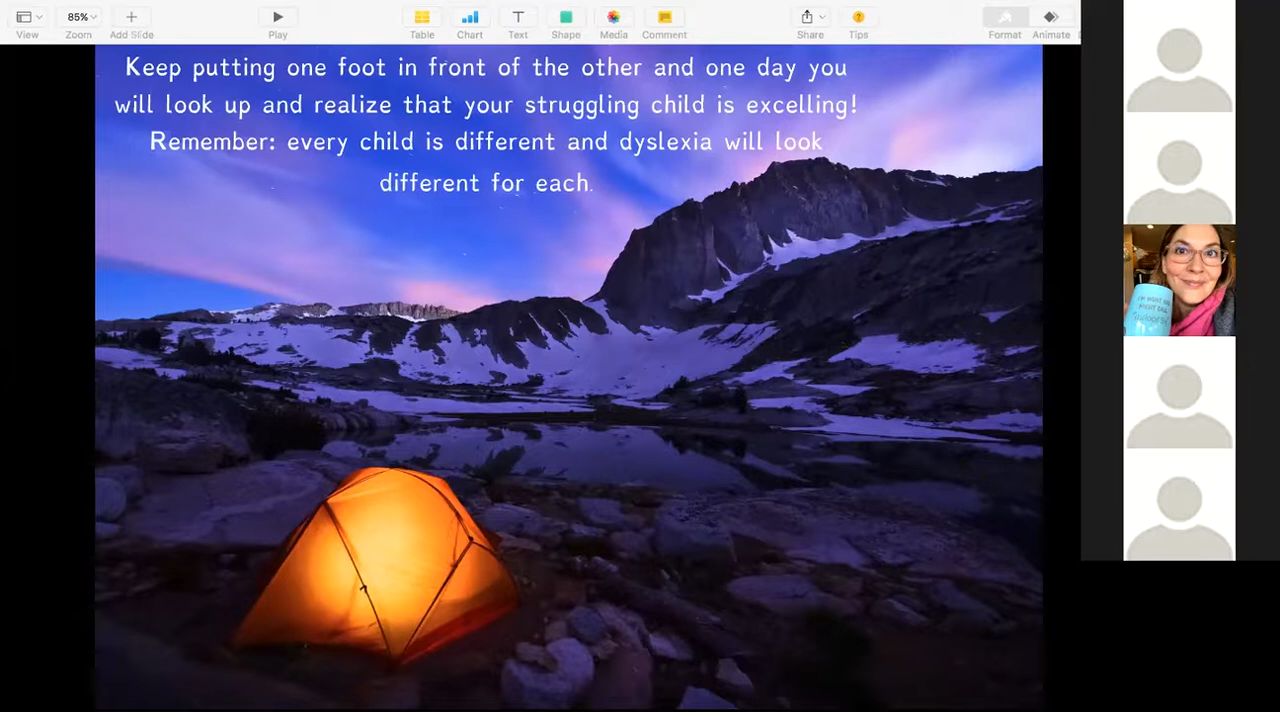 View
85%
Zoom
Add Slide
Play
Table
Chart
Text
Shape
Media
Comment
Share
Tips
Format
Animate
Keep putting one foot in front of the other and one day you
will look up and realize that your struggling child is excelling!
Remember: every child is different and dyslexia will look
different for each.